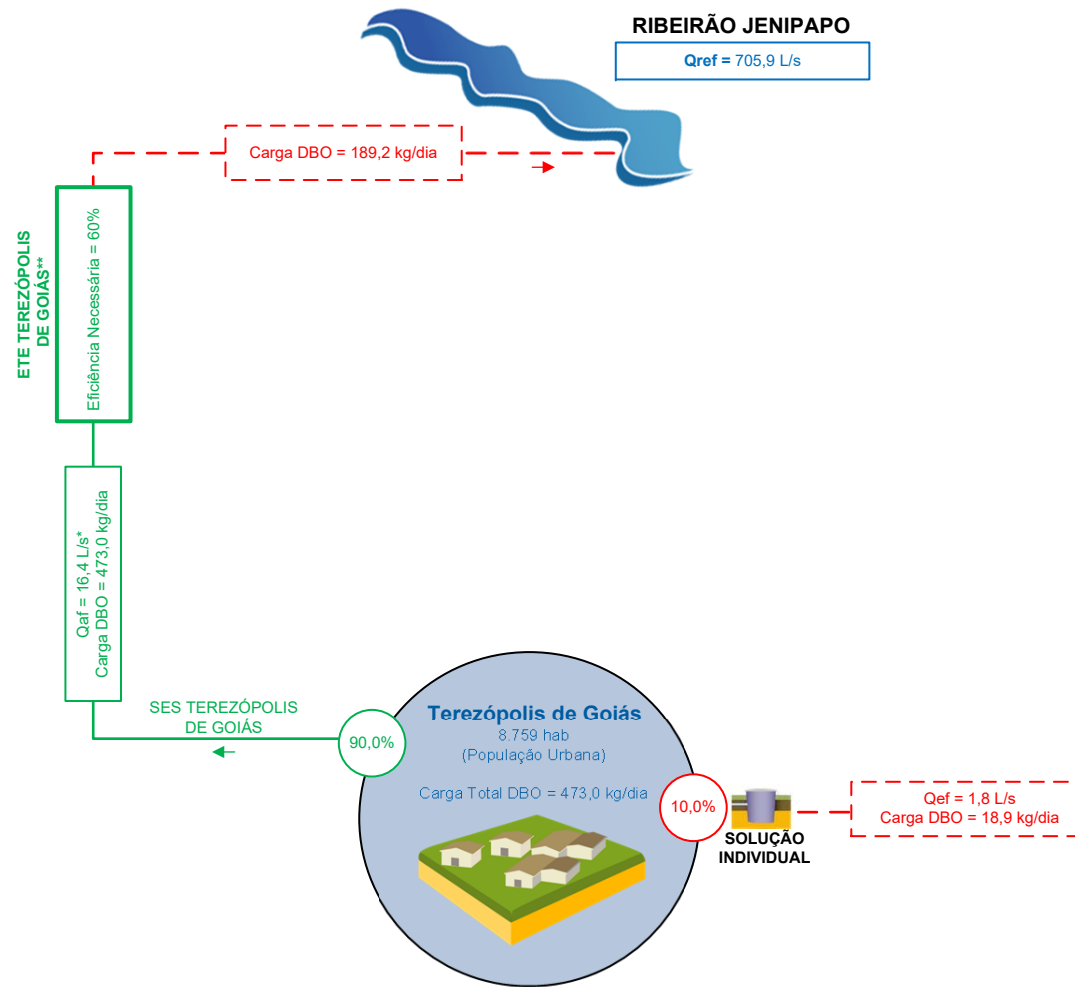 RIBEIRÃO JENIPAPO
Qref = 705,9 L/s
Carga DBO = 189,2 kg/dia
ETE TEREZÓPOLIS
DE GOIÁS**
Eficiência Necessária = 60%
Qaf = 16,4 L/s*
Carga DBO = 473,0 kg/dia
SES TEREZÓPOLIS
DE GOIÁS
90,0%
Terezópolis de Goiás
8.759 hab
(População Urbana)
Carga Total DBO = 473,0 kg/dia
10,0%
SOLUÇÃO
INDIVIDUAL
Qef = 1,8 L/s
Carga DBO = 18,9 kg/dia